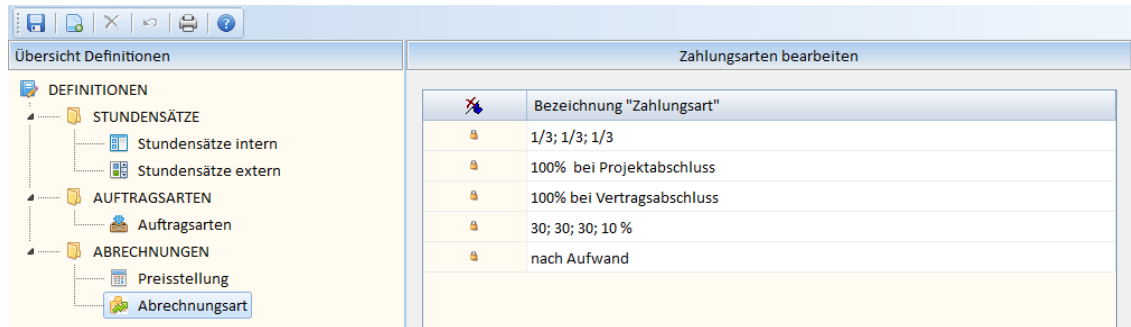 Übersicht Definitionen
Zahlungsarten bearbeiten
DEFINITIONEN
STUNDENSÄTZE
Stundensätze intern
Stundensätze extern
AUFTRAGSARTEN
Auftragsarten
ABRECHNUNGEN
Preisstellung
Abrechnungsart
Bezeichnung "Zahlungsart"
1/3; 1/3; 1/3
100%  bei Projektabschluss
100% bei Vertragsabschluss
30; 30; 30; 10 %
nach Aufwand